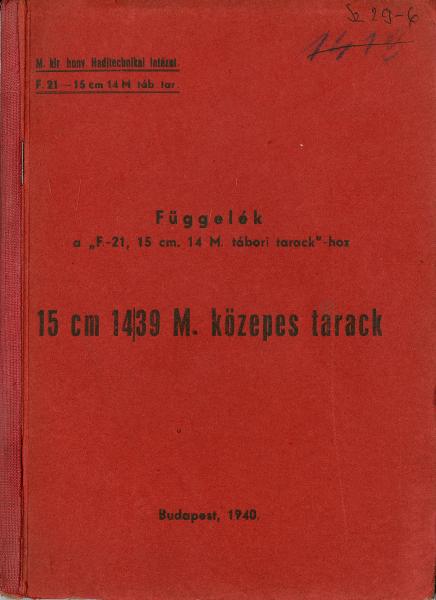 Sz 29-6
M. kir. honv. Haditechnikai Intézet.
F. 21 — 15 cm 14 M. táb. tar.
Függelék
a „F.-21, 15 cm. 14 M. tábori tarack”-hoz
15 cm 14/39 M. közepes tarack
Budapest, 1940.